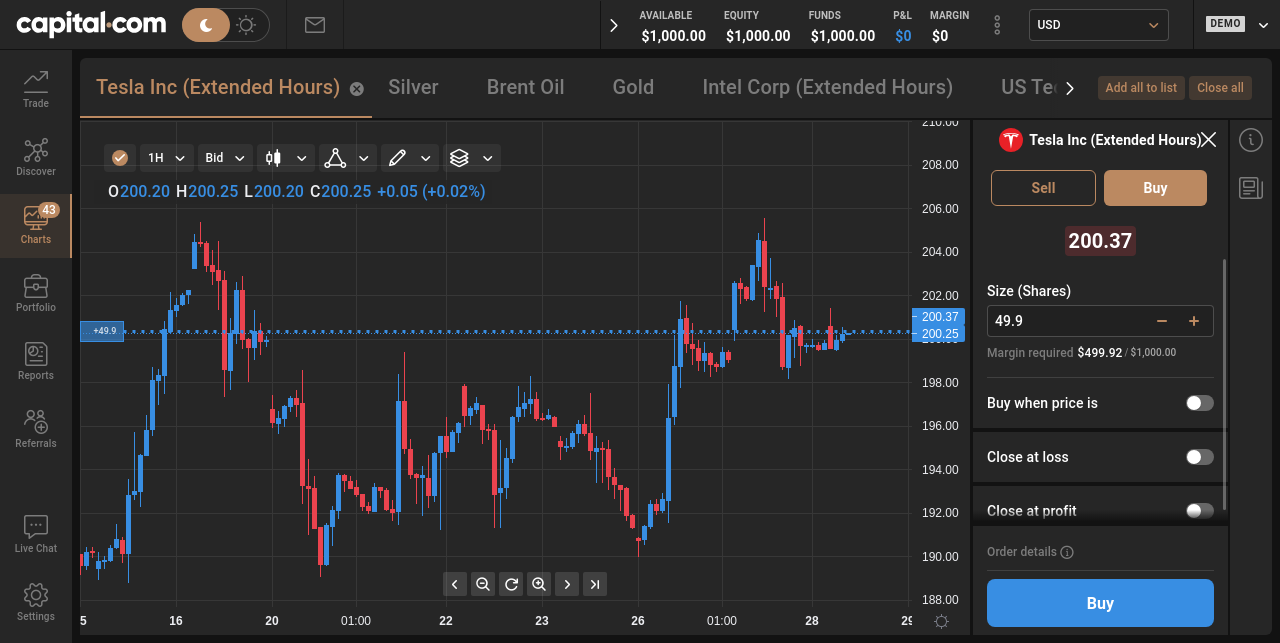 capital.com
AVAILABLE
$1,000.00
EQUITY
$1,000.00
FUNDS
$1,000.00
P&L
$0
MARGIN
$0
USD
DEMO
Trade
Discover
43
Charts
Portfolio
Reports
Referrals
Live Chat
Settings
Tesla Inc (Extended Hours)
Silver
Brent Oil
Gold
Intel Corp (Extended Hours)
US Te
Add all to list
Close all
1H
Bid
O200.20 H200.25 L200.20 C200.25 +0.05 (+0.02%)
+49.9
210.00
208.00
206.00
204.00
202.00
200.37
200.25
198.00
196.00
194.00
192.00
190.00
188.00
5 16 20 01:00 22 23 26 01:00 28 29
Tesla Inc (Extended Hours)
Sell
Buy
200.37
Size (Shares)
49.9
Margin required $499.92 / $1,000.00
Buy when price is
Close at loss
Close at profit
Order details
Buy